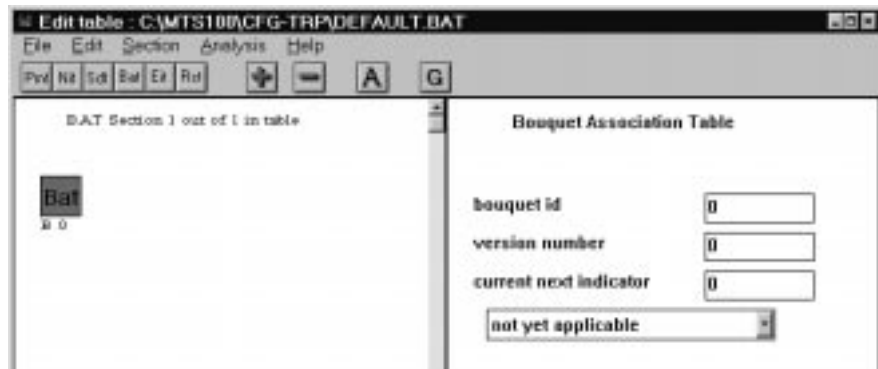 Edit table : C:\MTS100\CFG-TRP\DEFAULT.BAT
File Edit Section Analysis Help
Pmt Nit Sdt Bat Eit Rst A G
BAT Section 1 out of 1 in table
Bat
B 0
Bouquet Association Table
bouquet id 0
version number 0
current next indicator 0
not yet applicable